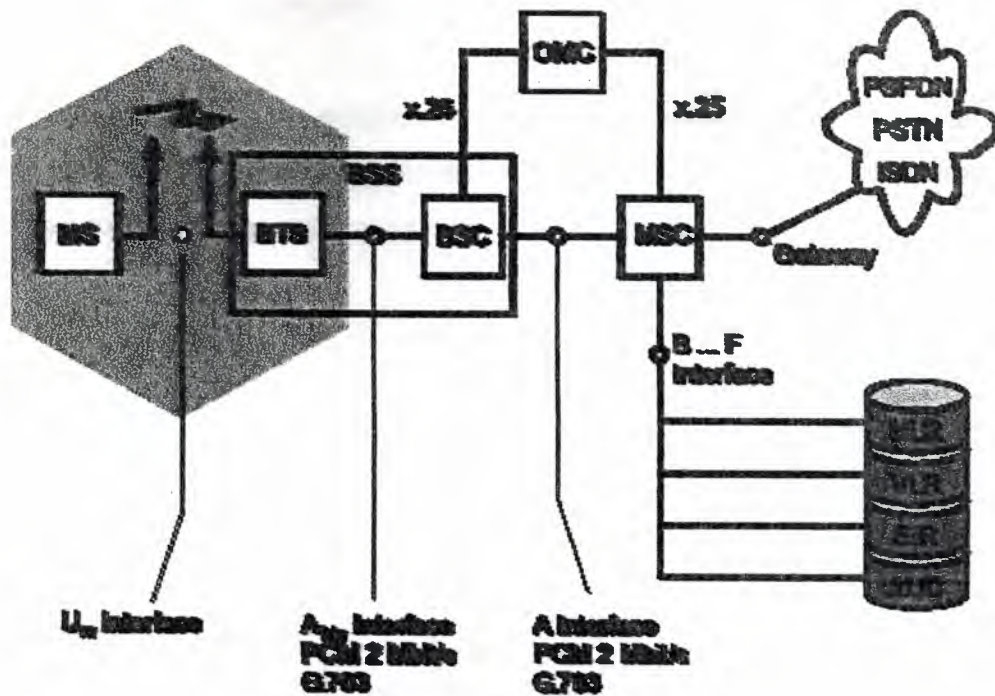 OMC
x.25
x.25
PSPDN
PSTN
ISDN
BSS
MS
BTS
BSC
MSC
Gateway
B ... F
Interface
HLR
VLR
EIR
AUC
Um Interface
Interface
PCM 2 Mbit/s
G.703
A Interface
PCM 2 Mbit/s
G.703